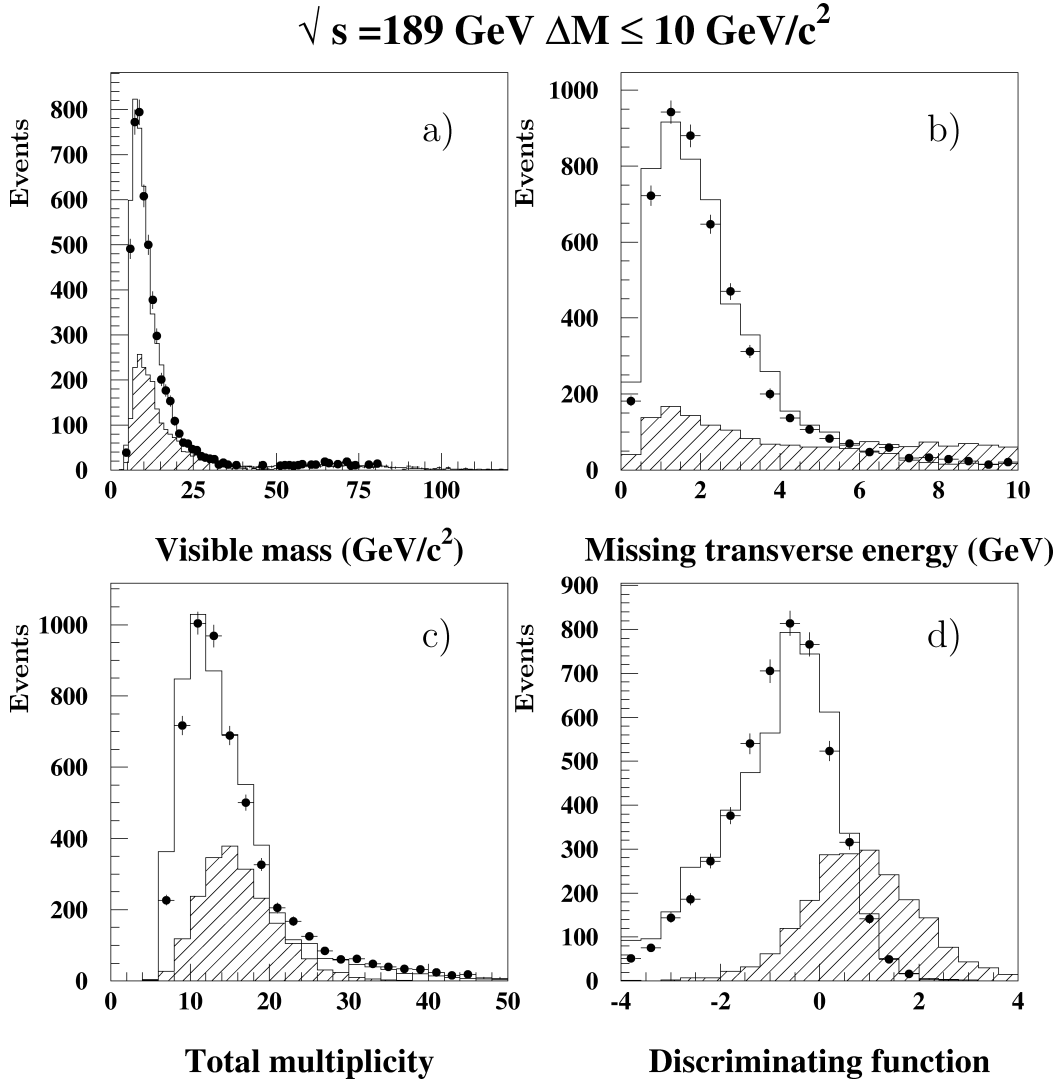 √ s =189 GeV ΔM ≤ 10 GeV/c²
Events
800
700
600
500
400
300
200
100
0
a)
0 25 50 75 100
Visible mass (GeV/c²)
Events
1000
800
600
400
200
0
b)
0 2 4 6 8 10
Missing transverse energy (GeV)
Events
1000
800
600
400
200
0
c)
0 10 20 30 40 50
Total multiplicity
Events
900
800
700
600
500
400
300
200
100
0
d)
-4 -2 0 2 4
Discriminating function